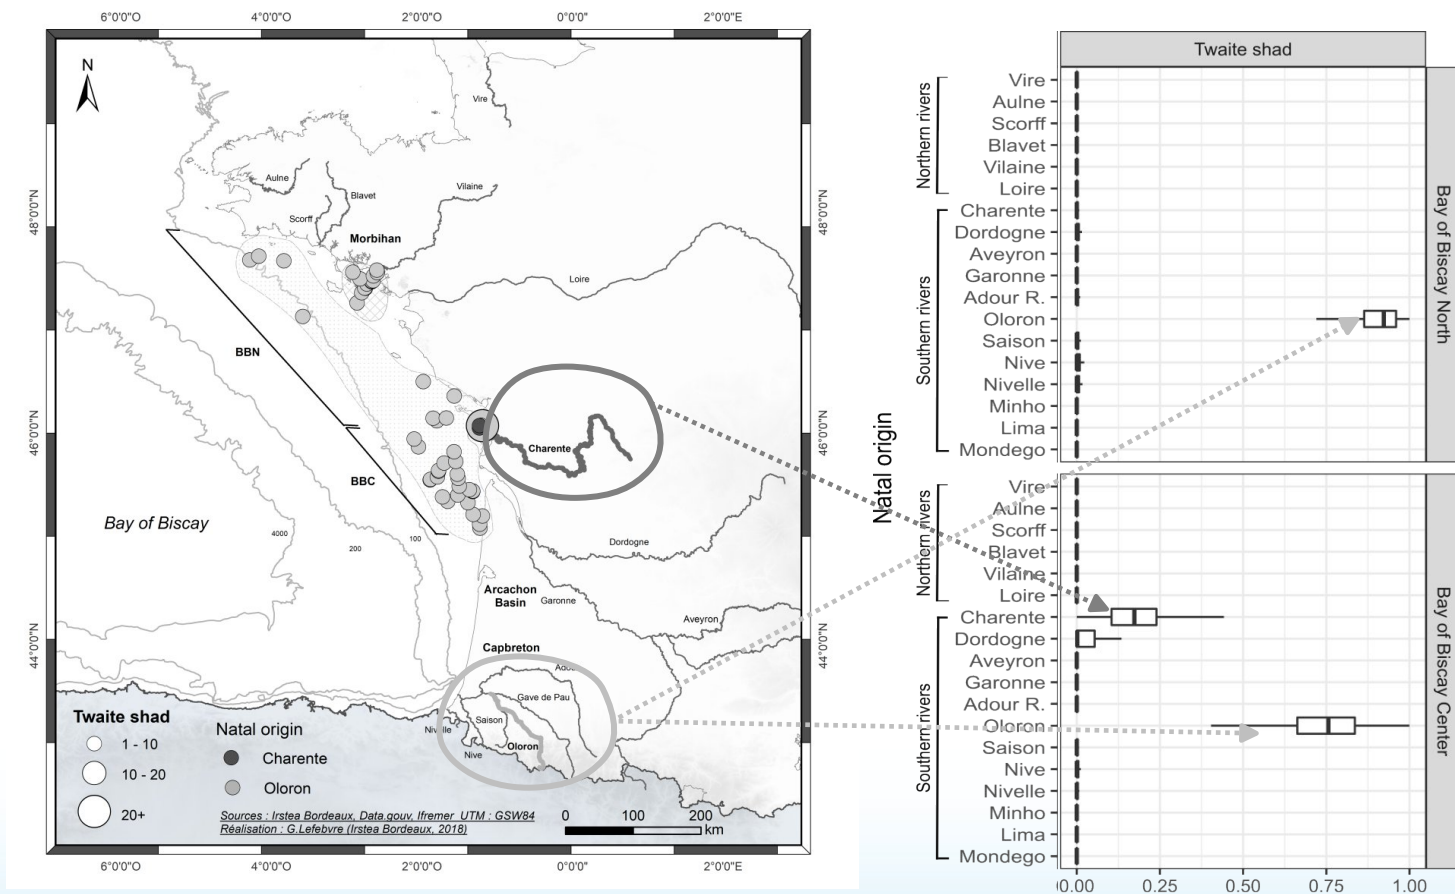 6°0'0"O 4°0'0"O 2°0'0"O 0°0'0" 2°0'0"E
N
Vire
Aulne
Blavet
Vilaine
Scorff
Morbihan
48°0'0"N
48°0'0"N
Loire
BBN
46°0'0"N
46°0'0"N
Charente
BBC
Bay of Biscay
4000
200
100
Dordogne
Arcachon
Basin
Garonne
Aveyron
44°0'0"N
44°0'0"N
Capbreton
Adou
Gave de Pau
Saison
Nivelle
Oloron
Nive
Twaite shad
1 - 10
10 - 20
20+
Natal origin
Charente
Oloron
Sources : Irstea Bordeaux, Data.gouv, Ifremer UTM : GSW84
Réalisation : G.Lefebvre (Irstea Bordeaux, 2018)
0 100 200
km
6°0'0"O 4°0'0"O 2°0'0"O 0°0'0" 2°0'0"E
Natal origin
Twaite shad
Northern rivers
Vire
Aulne
Scorff
Blavet
Vilaine
Loire
Southern rivers
Charente
Dordogne
Aveyron
Garonne
Adour R.
Oloron
Saison
Nive
Nivelle
Minho
Lima
Mondego
Bay of Biscay North
Northern rivers
Vire
Aulne
Scorff
Blavet
Vilaine
Loire
Southern rivers
Charente
Dordogne
Aveyron
Garonne
Adour R.
Oloron
Saison
Nive
Nivelle
Minho
Lima
Mondego
Bay of Biscay Center
0.00 0.25 0.50 0.75 1.00